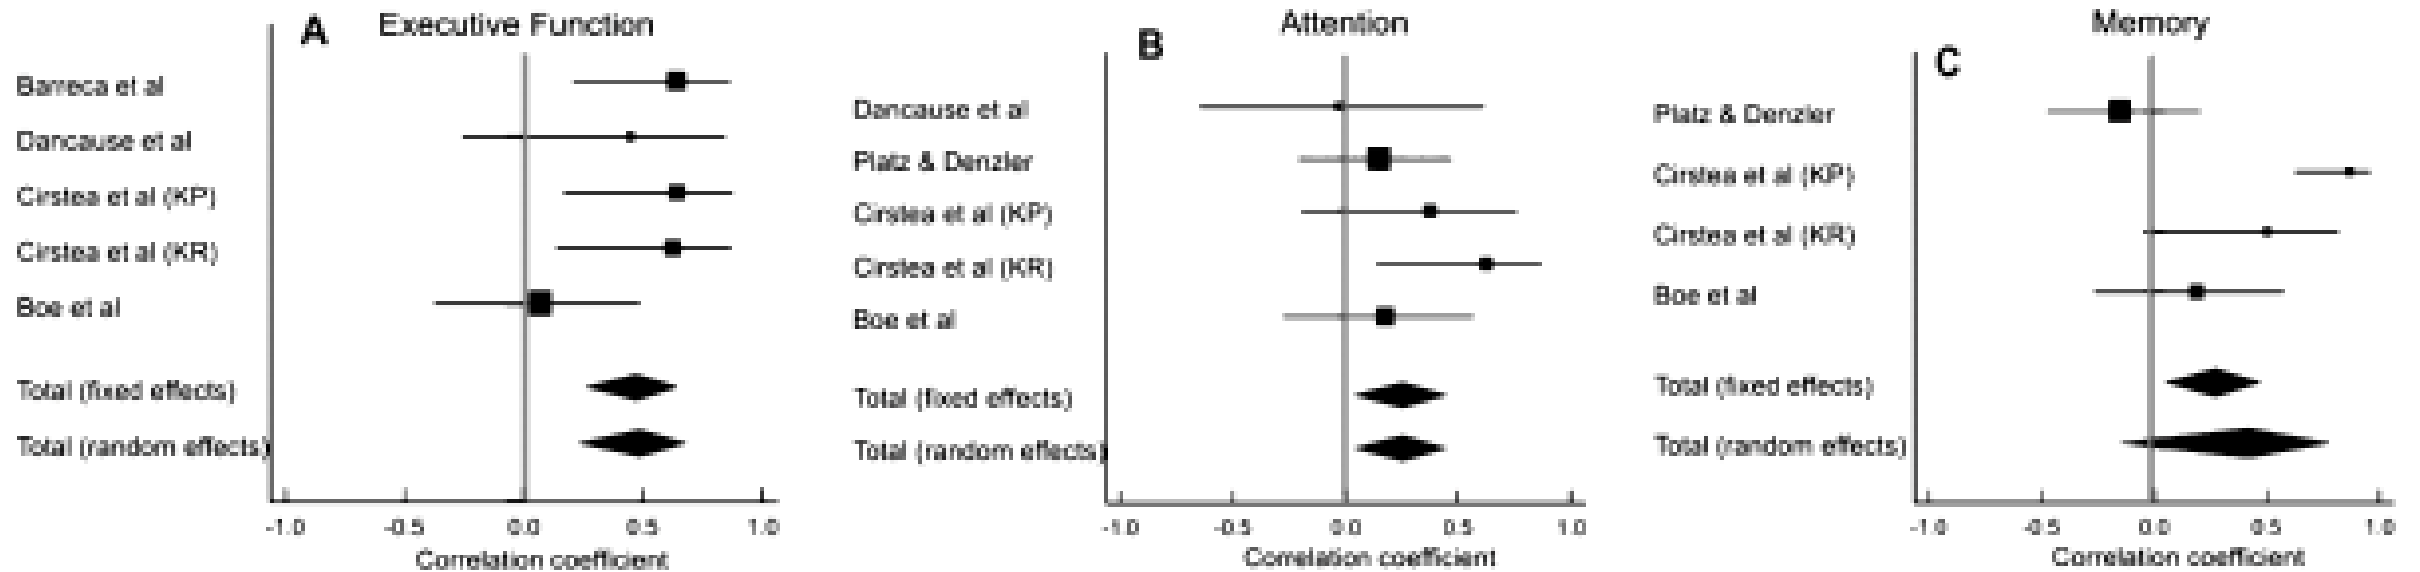 A Executive Function
Barreca et al
Dancause et al
Cirstea et al (KP)
Cirstea et al (KR)
Boe et al
Total (fixed effects)
Total (random effects)
-1.0 -0.5 0.0 0.5 1.0
Correlation coefficient
B Attention
Dancause et al
Platz & Denzler
Cirstea et al (KP)
Cirstea et al (KR)
Boe et al
Total (fixed effects)
Total (random effects)
-1.0 -0.5 0.0 0.5 1.0
Correlation coefficient
C Memory
Platz & Denzler
Cirstea et al (KP)
Cirstea et al (KR)
Boe et al
Total (fixed effects)
Total (random effects)
-1.0 -0.5 0.0 0.5 1.0
Correlation coefficient